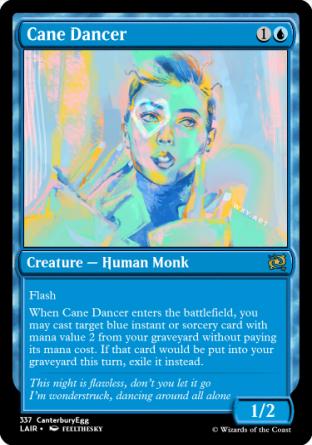 Cane Dancer 1
WXY.ART
Creature — Human Monk
Flash
When Cane Dancer enters the battlefield, you
may cast target blue instant or sorcery card with
mana value 2 from your graveyard without paying
its mana cost. If that card would be put into your
graveyard this turn, exile it instead.
This night is flawless, don't you let it go
I'm wonderstruck, dancing around all alone
1/2
337 CanterburyEgg
LAIR • FEELTHESKY
© Wizards of the Coast